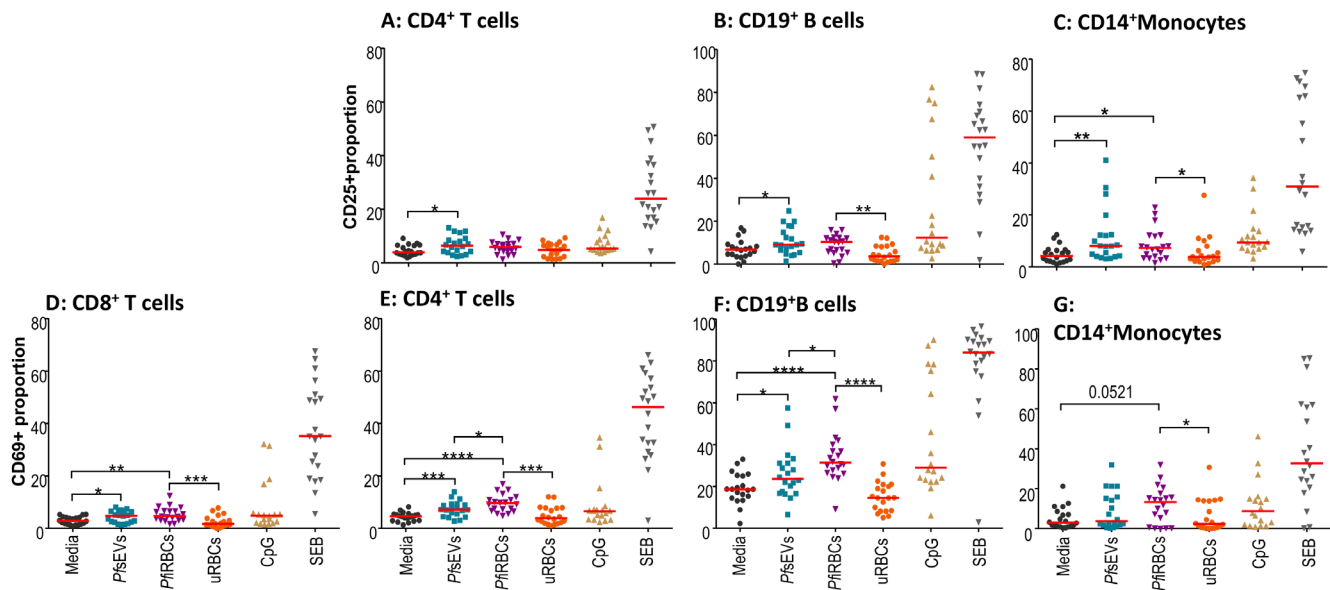 A: CD4+ T cells
B: CD19+ B cells
C: CD14+Monocytes
CD25+proportion
80
60
40
20
0
*
100
80
60
40
20
0
*
**
80
60
40
20
0
**
*
*
D: CD8+ T cells
E: CD4+ T cells
F: CD19+B cells
G:
CD14+Monocytes
CD69+ proportion
80
60
40
20
0
**
*
***
80
60
40
20
0
*
****
***
***
100
80
60
40
20
0
*
****
*
****
100
80
60
40
20
0
0.0521
*
Media
PfsEVs
PfiRBCs
uRBCs
CpG
SEB
Media
PfsEVs
PfiRBCs
uRBCs
CpG
SEB
Media
PfsEVs
PfiRBCs
uRBCs
CpG
SEB
Media
PfsEVs
PfiRBCs
uRBCs
CpG
SEB